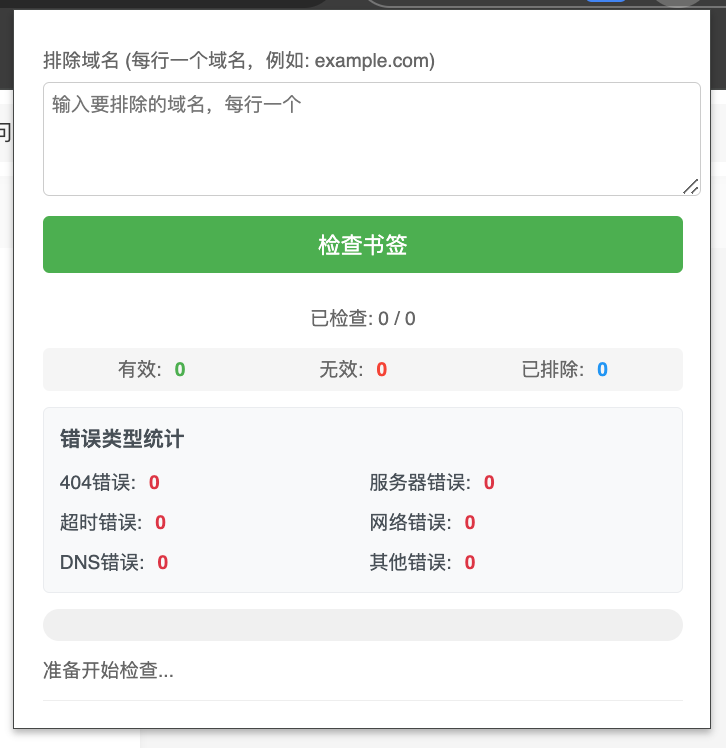 排除域名 (每行一个域名，例如: example.com)
输入要排除的域名，每行一个
检查书签
已检查: 0 / 0
有效: 0 无效: 0 已排除: 0
错误类型统计
404错误: 0 服务器错误: 0
超时错误: 0 网络错误: 0
DNS错误: 0 其他错误: 0
准备开始检查...